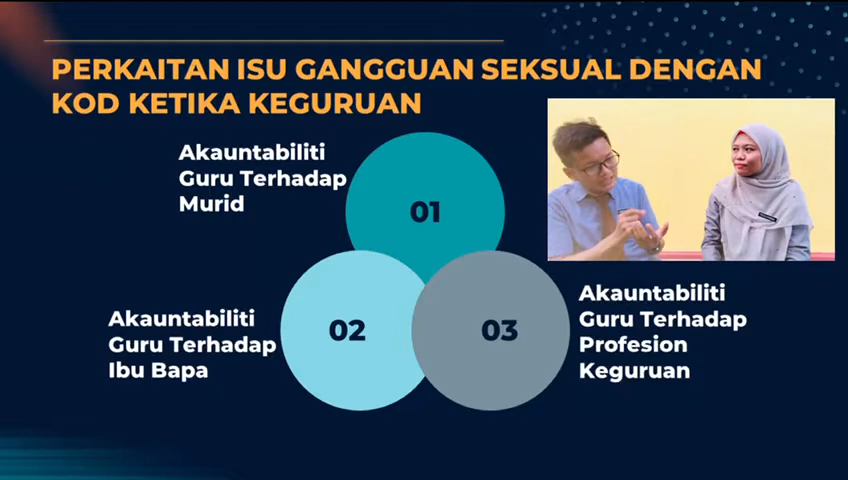 PERKAITAN ISU GANGGUAN SEKSUAL DENGAN
KOD KETIKA KEGURUAN
Akauntabiliti
Guru Terhadap
Murid
01
Akauntabiliti
Guru Terhadap
Ibu Bapa
02
03
Akauntabiliti
Guru Terhadap
Profesion
Keguruan